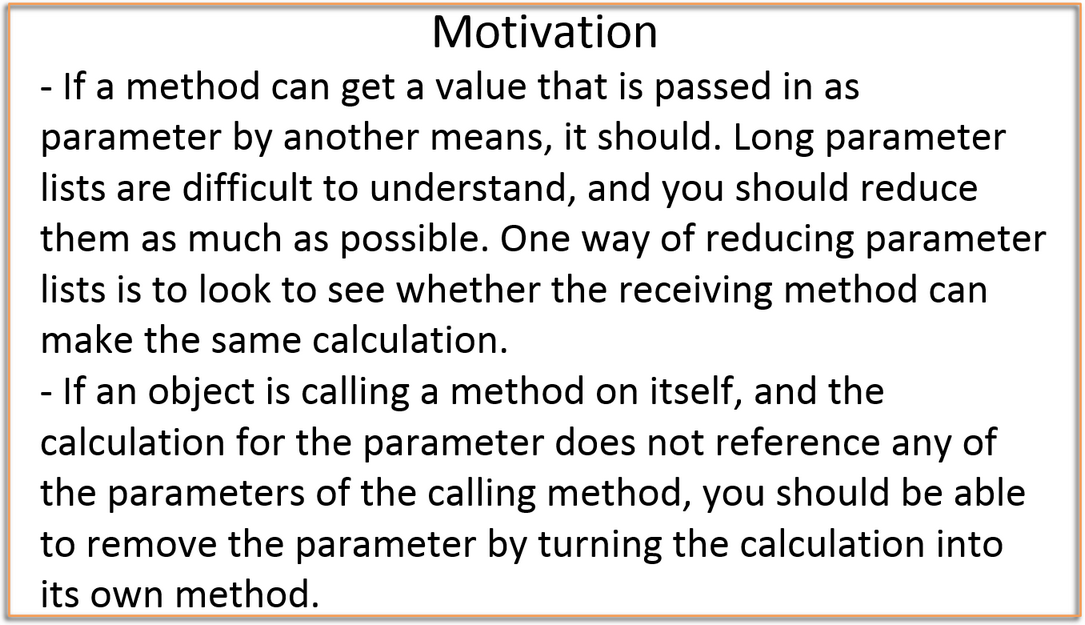 Motivation
- If a method can get a value that is passed in as
parameter by another means, it should. Long parameter
lists are difficult to understand, and you should reduce
them as much as possible. One way of reducing parameter
lists is to look to see whether the receiving method can
make the same calculation.
- If an object is calling a method on itself, and the
calculation for the parameter does not reference any of
the parameters of the calling method, you should be able
to remove the parameter by turning the calculation into
its own method.